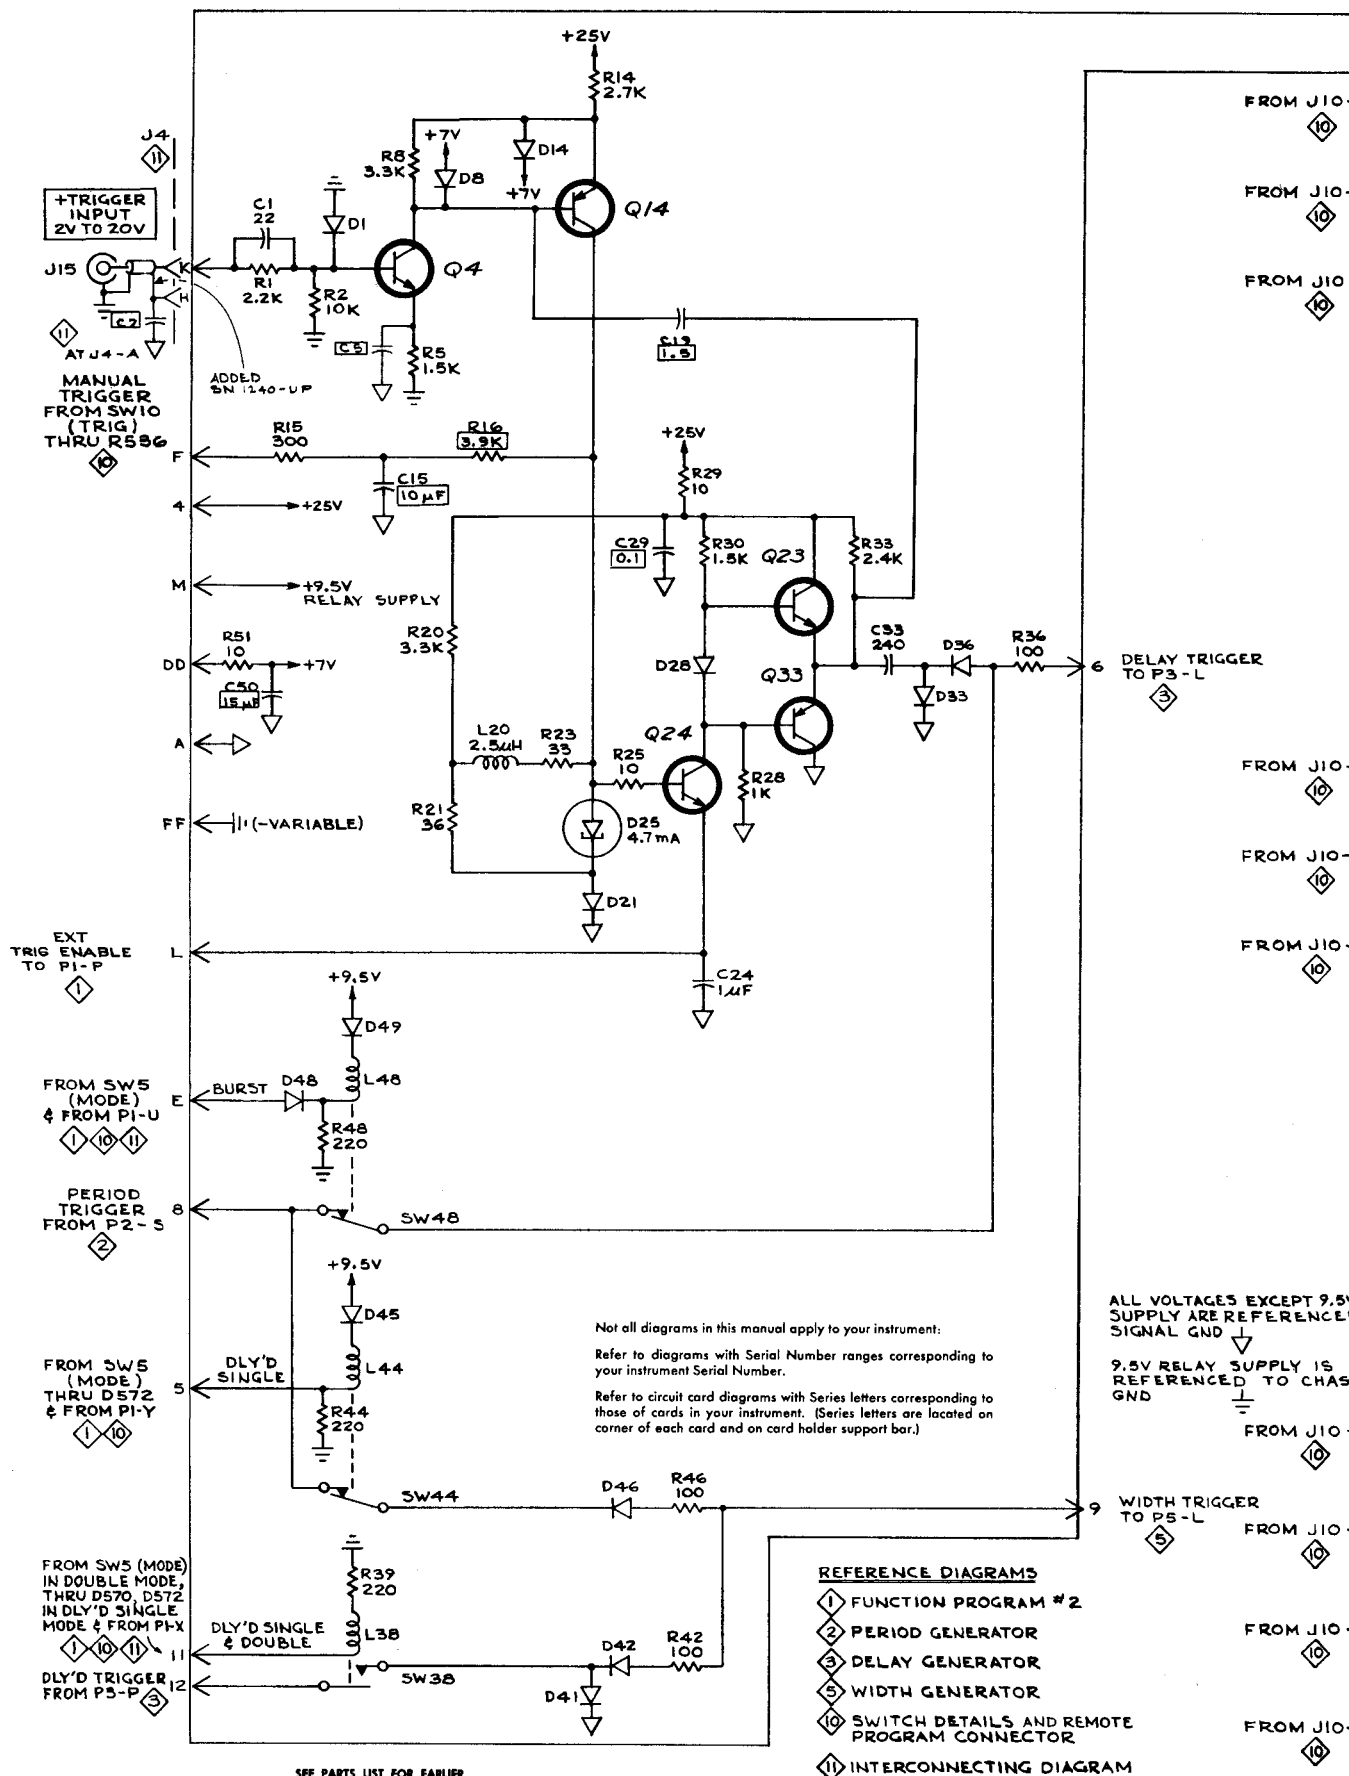 +25V
R14
2.7K
FROM J10-
10
J4
11
R8
3.3K
+7V
D8
D14
+7V
Q14
+TRIGGER
INPUT
2V TO 20V
C1
22
D1
FROM J10-
10
J15
K
H
R1
2.2K
R2
10K
Q4
FROM J10
10
11
AT J4-A
C5
R5
1.5K
C19
1.5
ADDED
SN 1240-UP
MANUAL
TRIGGER
FROM SW10
(TRIG)
THRU R586
10
F
R15
300
R16
3.9K
C15
10µF
+25V
R29
10
4
+25V
C29
0.1
R30
1.5K
Q23
R33
2.4K
M
+9.5V
RELAY SUPPLY
R20
3.3K
DD
R51
10
+7V
C50
15µF
D28
Q33
C33
240
D36
D33
R36
100
6
DELAY TRIGGER
TO P3-L
3
A
L20
2.5µH
R23
33
R25
10
Q24
R28
1K
FROM J10-
10
FF
(-VARIABLE)
R21
36
D25
4.7mA
D21
FROM J10-
10
EXT
TRIG ENABLE
TO P1-P
1
L
C24
1µF
FROM J10-
10
+9.5V
D49
L48
FROM SW5
(MODE)
& FROM P1-U
1 10 11
E
BURST
D48
R48
220
PERIOD
TRIGGER
FROM P2-S
2
8
SW48
+9.5V
D45
L44
FROM SW5
(MODE)
THRU D572
& FROM P1-Y
1 10
5
DLY'D
SINGLE
R44
220
Not all diagrams in this manual apply to your instrument:
Refer to diagrams with Serial Number ranges corresponding to
your instrument Serial Number.
Refer to circuit card diagrams with Series letters corresponding to
those of cards in your instrument. (Series letters are located on
corner of each card and on card holder support bar.)
ALL VOLTAGES EXCEPT 9.5V
SUPPLY ARE REFERENCE
SIGNAL GND
9.5V RELAY SUPPLY IS
REFERENCED TO CHAS
GND
FROM J10-
10
SW44
D46
R46
100
9
WIDTH TRIGGER
TO P5-L
5
FROM J10-
10
FROM SW5 (MODE)
IN DOUBLE MODE,
THRU D570, D572
IN DLY'D SINGLE
MODE & FROM P1-X
1 10 11
11
DLY'D SINGLE
& DOUBLE
R39
220
L38
DLY'D TRIGGER
FROM P3-P
3
12
SW38
D42
R42
100
D41
REFERENCE DIAGRAMS
1 FUNCTION PROGRAM #2
2 PERIOD GENERATOR
3 DELAY GENERATOR
5 WIDTH GENERATOR
10 SWITCH DETAILS AND REMOTE
PROGRAM CONNECTOR
11 INTERCONNECTING DIAGRAM
FROM J10-
10
FROM J10-
10
SEE PARTS LIST FOR EARLIER